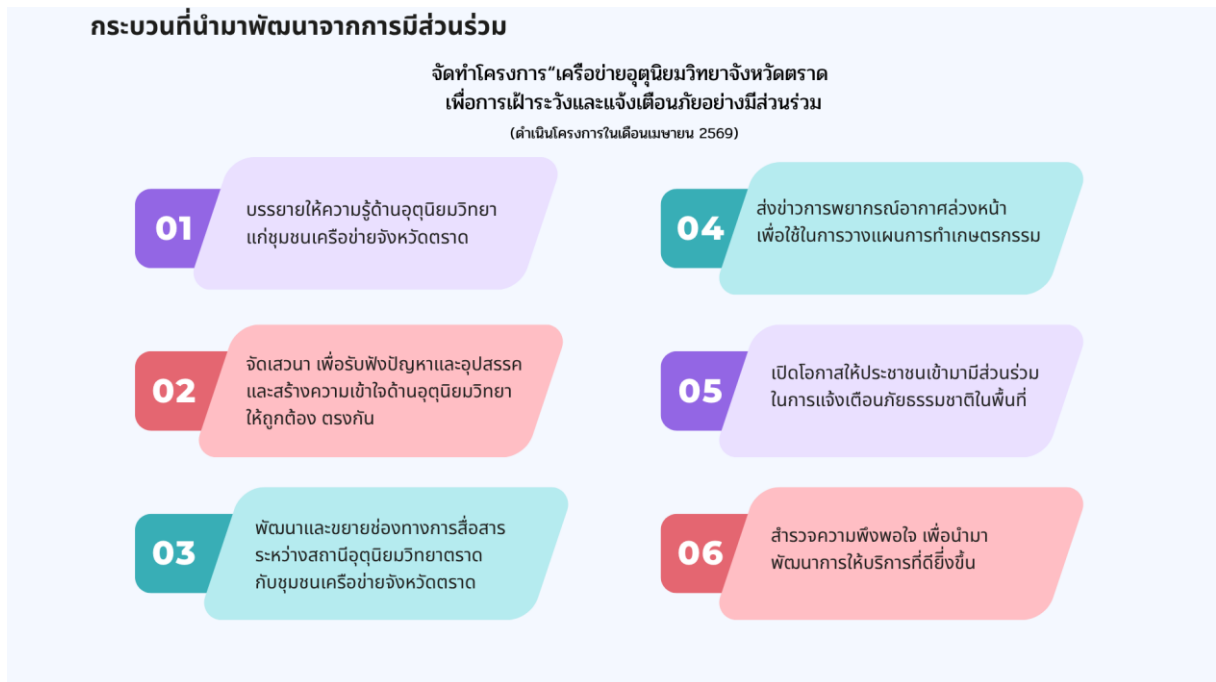 กระบวนที่นำมาพัฒนาจากการมีส่วนร่วม
จัดทำโครงการ“เครือข่ายอุตุนิยมวิทยาจังหวัดตราด
เพื่อการเฝ้าระวังและแจ้งเตือนภัยอย่างมีส่วนร่วม
(ดำเนินโครงการในเดือนเมษายน 2569)
01
บรรยายให้ความรู้ด้านอุตุนิยมวิทยา
แก่ชุมชนเครือข่ายจังหวัดตราด
02
จัดเสวนา เพื่อรับฟังปัญหาและอุปสรรค
และสร้างความเข้าใจด้านอุตุนิยมวิทยา
ให้ถูกต้อง ตรงกัน
03
พัฒนาและขยายช่องทางการสื่อสาร
ระหว่างสถานีอุตุนิยมวิทยาตราด
กับชุมชนเครือข่ายจังหวัดตราด
04
ส่งข่าวการพยากรณ์อากาศล่วงหน้า
เพื่อใช้ในการวางแผนการทำเกษตรกรรม
05
เปิดโอกาสให้ประชาชนเข้ามามีส่วนร่วม
ในการแจ้งเตือนภัยธรรมชาติในพื้นที่
06
สำรวจความพึงพอใจ เพื่อนำมา
พัฒนาการให้บริการที่ดียิ่งขึ้น